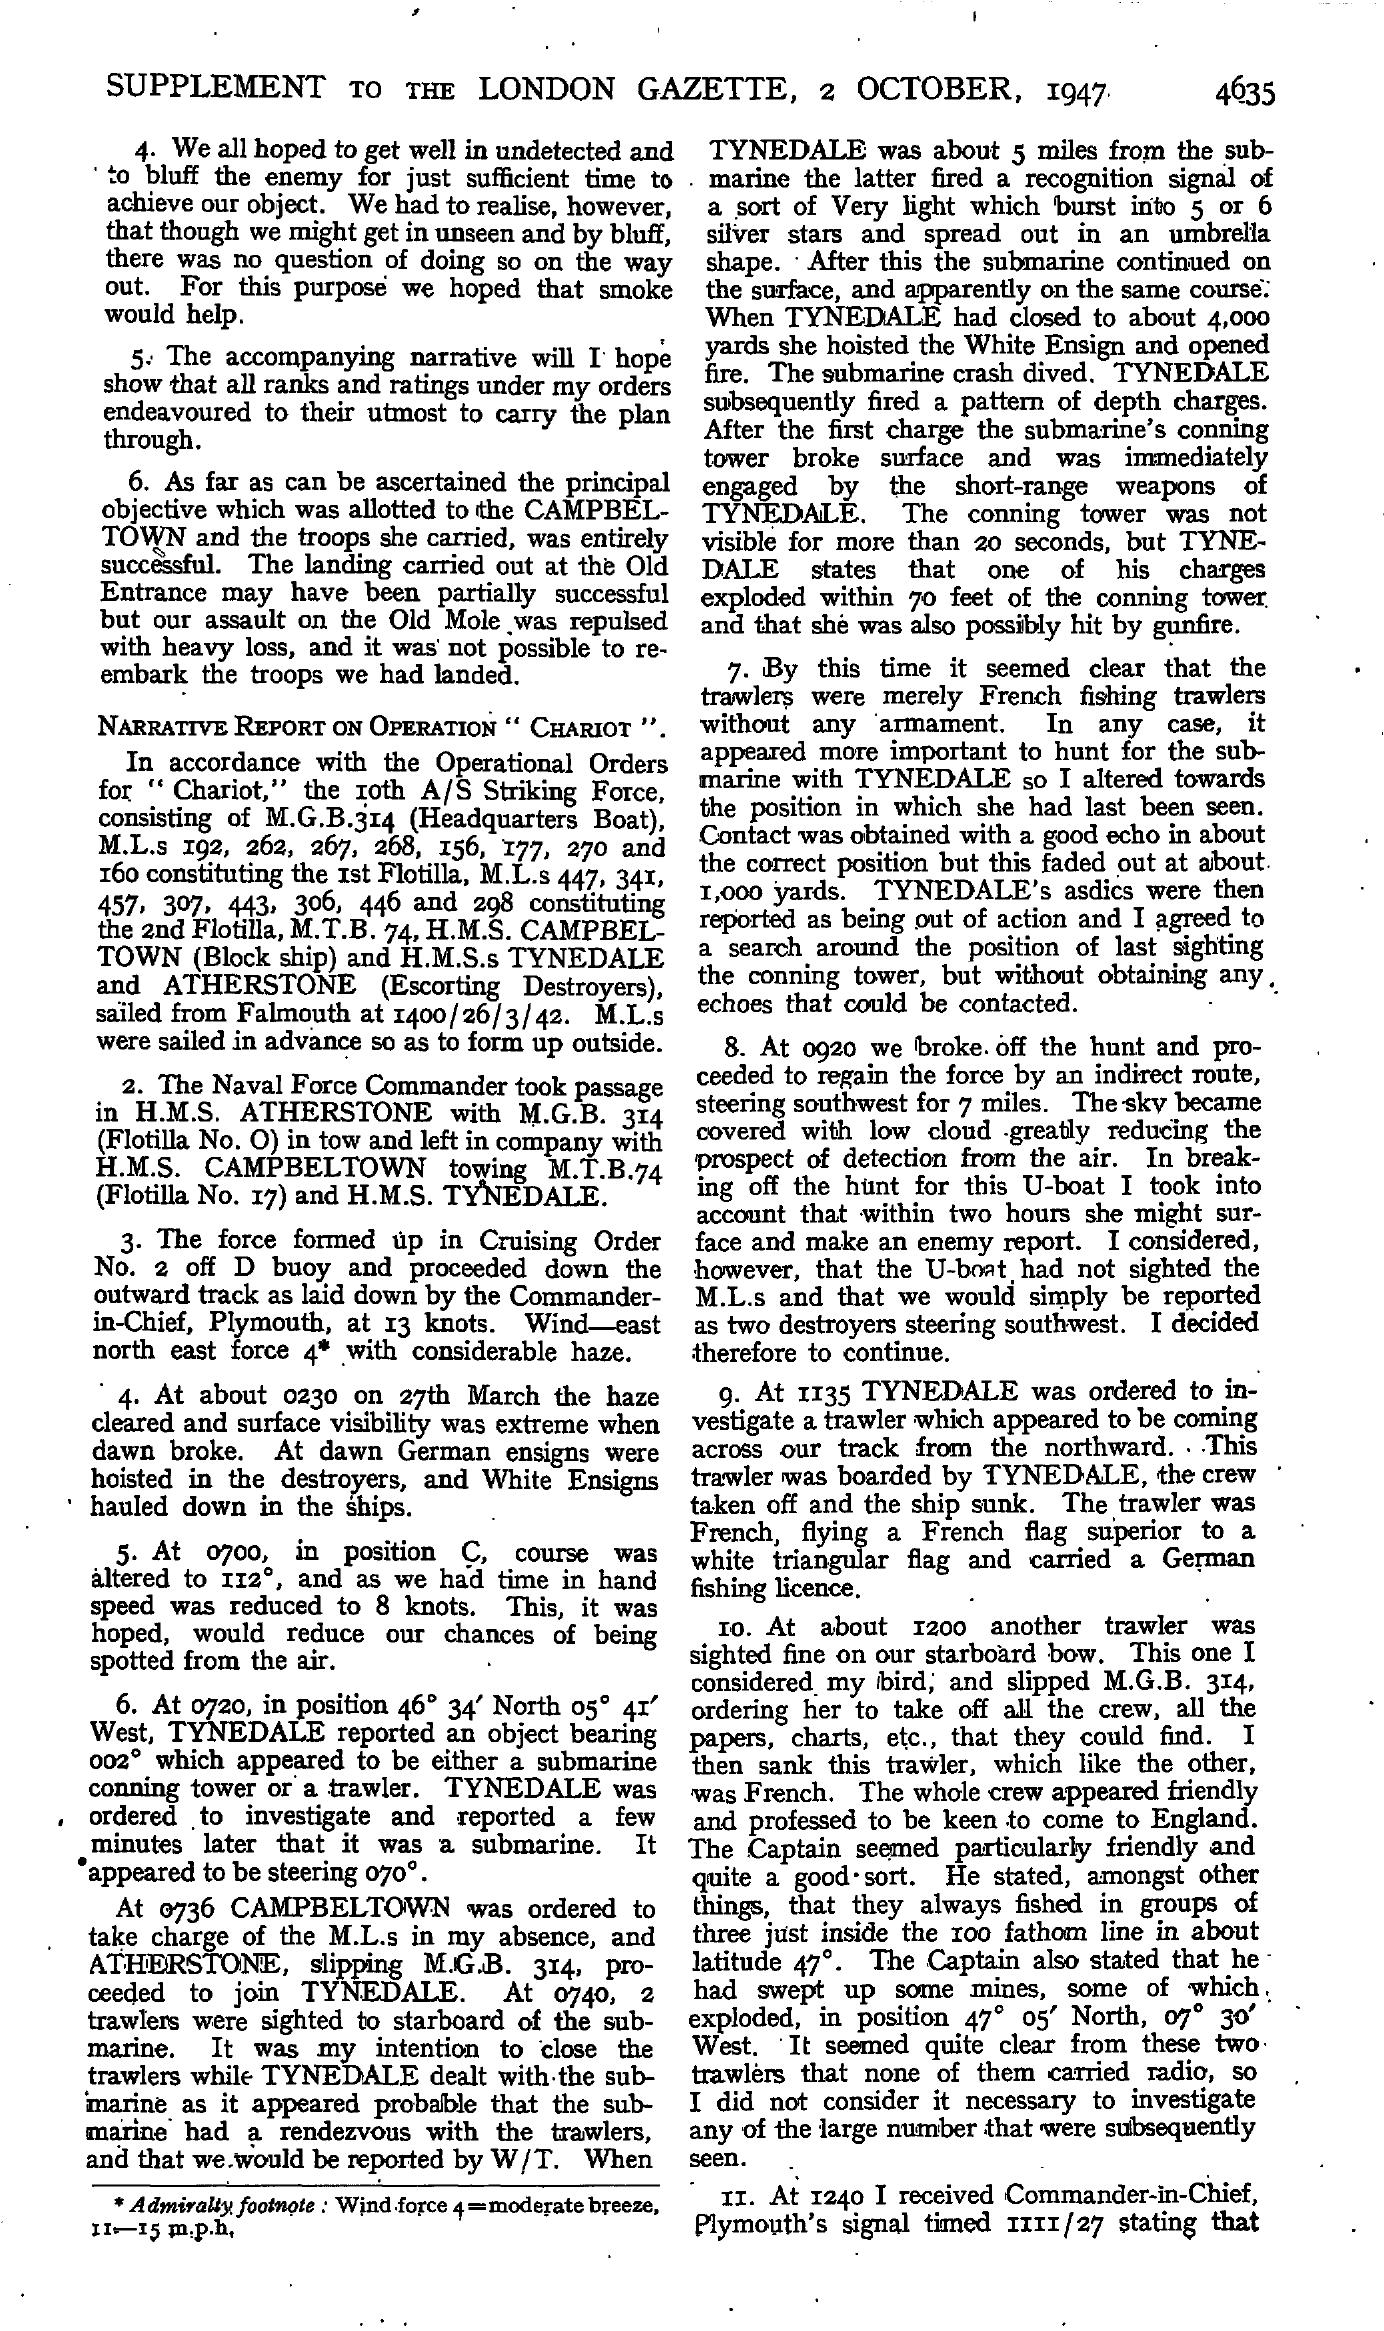 SUPPLEMENT TO THE LONDON GAZETTE, 2 OCTOBER, 1947 4635
4. We all hoped to get well in undetected and
to bluff the enemy for just sufficient time to
achieve our object. We had to realise, however,
that though we might get in unseen and by bluff,
there was no question of doing so on the way
out. For this purpose we hoped that smoke
would help.
5. The accompanying narrative will I hope
show that all ranks and ratings under my orders
endeavoured to their utmost to carry the plan
through.
6. As far as can be ascertained the principal
objective which was allotted to the CAMPBEL-
TOWN and the troops she carried, was entirely
successful. The landing carried out at the Old
Entrance may have been partially successful
but our assault on the Old Mole was repulsed
with heavy loss, and it was not possible to re-
embark the troops we had landed.
NARRATIVE REPORT ON OPERATION " CHARIOT ".
In accordance with the Operational Orders
for " Chariot," the 10th A/S Striking Force,
consisting of M.G.B.314 (Headquarters Boat),
M.L.s 192, 262, 267, 268, 156, 177, 270 and
160 constituting the 1st Flotilla, M.L.s 447, 341,
457, 307, 443, 306, 446 and 298 constituting
the 2nd Flotilla, M.T.B. 74, H.M.S. CAMPBEL-
TOWN (Block ship) and H.M.S.s TYNEDALE
and ATHERSTONE (Escorting Destroyers),
sailed from Falmouth at 1400/26/3/42. M.L.s
were sailed in advance so as to form up outside.
2. The Naval Force Commander took passage
in H.M.S. ATHERSTONE with M.G.B. 314
(Flotilla No. O) in tow and left in company with
H.M.S. CAMPBELTOWN towing M.T.B.74
(Flotilla No. 17) and H.M.S. TYNEDALE.
3. The force formed up in Cruising Order
No. 2 off D buoy and proceeded down the
outward track as laid down by the Commander-
in-Chief, Plymouth, at 13 knots. Wind—east
north east force 4* with considerable haze.
4. At about 0230 on 27th March the haze
cleared and surface visibility was extreme when
dawn broke. At dawn German ensigns were
hoisted in the destroyers, and White Ensigns
hauled down in the ships.
5. At 0700, in position C, course was
altered to 112°, and as we had time in hand
speed was reduced to 8 knots. This, it was
hoped, would reduce our chances of being
spotted from the air.
6. At 0720, in position 46° 34′ North 05° 41′
West, TYNEDALE reported an object bearing
002° which appeared to be either a submarine
conning tower or a trawler. TYNEDALE was
ordered to investigate and reported a few
minutes later that it was a submarine. It
appeared to be steering 070°.
At 0736 CAMPBELTOWN was ordered to
take charge of the M.L.s in my absence, and
ATHERSTONE, slipping M.G.B. 314, pro-
ceeded to join TYNEDALE. At 0740, 2
trawlers were sighted to starboard of the sub-
marine. It was my intention to close the
trawlers while TYNEDALE dealt with the sub-
marine as it appeared probable that the sub-
marine had a rendezvous with the trawlers,
and that we would be reported by W/T. When
* Admiralty footnote : Wind force 4=moderate breeze,
11—15 m.p.h.
TYNEDALE was about 5 miles from the sub-
marine the latter fired a recognition signal of
a sort of Very light which burst into 5 or 6
silver stars and spread out in an umbrella
shape. After this the submarine continued on
the surface, and apparently on the same course.
When TYNEDALE had closed to about 4,000
yards she hoisted the White Ensign and opened
fire. The submarine crash dived. TYNEDALE
subsequently fired a pattern of depth charges.
After the first charge the submarine's conning
tower broke surface and was immediately
engaged by the short-range weapons of
TYNEDALE. The conning tower was not
visible for more than 20 seconds, but TYNE-
DALE states that one of his charges
exploded within 70 feet of the conning tower
and that she was also possibly hit by gunfire.
7. By this time it seemed clear that the
trawlers were merely French fishing trawlers
without any armament. In any case, it
appeared more important to hunt for the sub-
marine with TYNEDALE so I altered towards
the position in which she had last been seen.
Contact was obtained with a good echo in about
the correct position but this faded out at about
1,000 yards. TYNEDALE's asdics were then
reported as being out of action and I agreed to
a search around the position of last sighting
the conning tower, but without obtaining any
echoes that could be contacted.
8. At 0920 we broke off the hunt and pro-
ceeded to regain the force by an indirect route,
steering southwest for 7 miles. The sky became
covered with low cloud greatly reducing the
prospect of detection from the air. In break-
ing off the hunt for this U-boat I took into
account that within two hours she might sur-
face and make an enemy report. I considered,
however, that the U-boat had not sighted the
M.L.s and that we would simply be reported
as two destroyers steering southwest. I decided
therefore to continue.
9. At 1135 TYNEDALE was ordered to in-
vestigate a trawler which appeared to be coming
across our track from the northward. This
trawler was boarded by TYNEDALE, the crew
taken off and the ship sunk. The trawler was
French, flying a French flag superior to a
white triangular flag and carried a German
fishing licence.
10. At about 1200 another trawler was
sighted fine on our starboard bow. This one I
considered my bird, and slipped M.G.B. 314,
ordering her to take off all the crew, all the
papers, charts, etc., that they could find. I
then sank this trawler, which like the other,
was French. The whole crew appeared friendly
and professed to be keen to come to England.
The Captain seemed particularly friendly and
quite a good sort. He stated, amongst other
things, that they always fished in groups of
three just inside the 100 fathom line in about
latitude 47°. The Captain also stated that he
had swept up some mines, some of which
exploded, in position 47° 05′ North, 07° 30′
West. It seemed quite clear from these two
trawlers that none of them carried radio, so
I did not consider it necessary to investigate
any of the large number that were subsequently
seen.
11. At 1240 I received Commander-in-Chief,
Plymouth's signal timed 1111/27 stating that